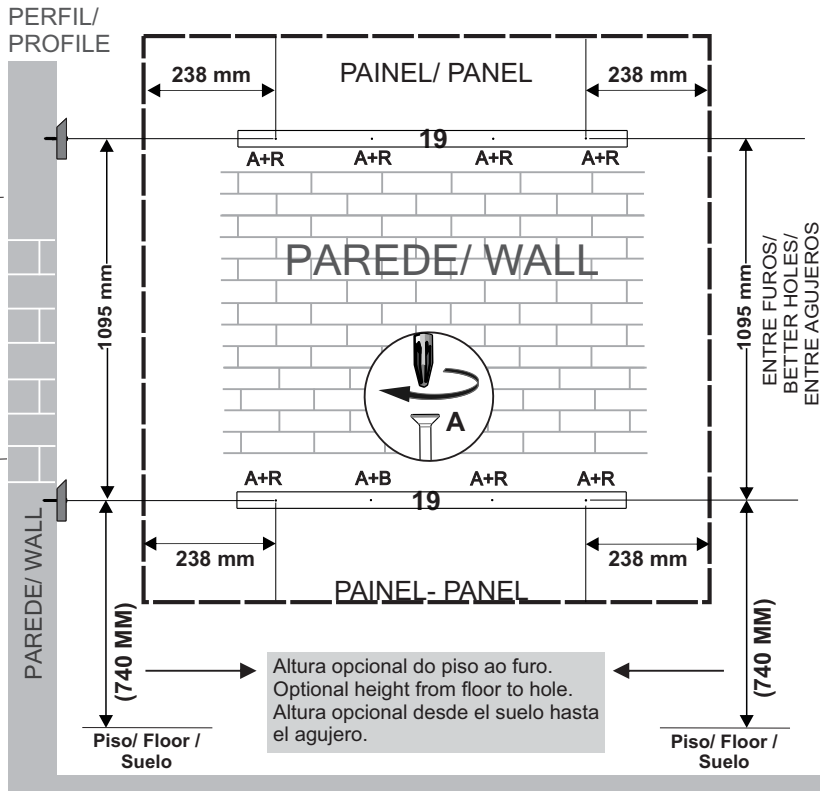 PERFIL/
PROFILE
238 mm
PAINEL/ PANEL
238 mm
19
A+R
A+R
A+R
A+R
PAREDE/ WALL
1095 mm
1095 mm
ENTRE FUROS/
BETTER HOLES/
ENTRE AGUJEROS
A
A+R
A+B
A+R
A+R
19
238 mm
238 mm
PAINEL- PANEL
PAREDE/ WALL
(740 MM)
(740 MM)
Altura opcional do piso ao furo.
Optional height from floor to hole.
Altura opcional desde el suelo hasta
el agujero.
Piso/ Floor /
Suelo
Piso/ Floor /
Suelo